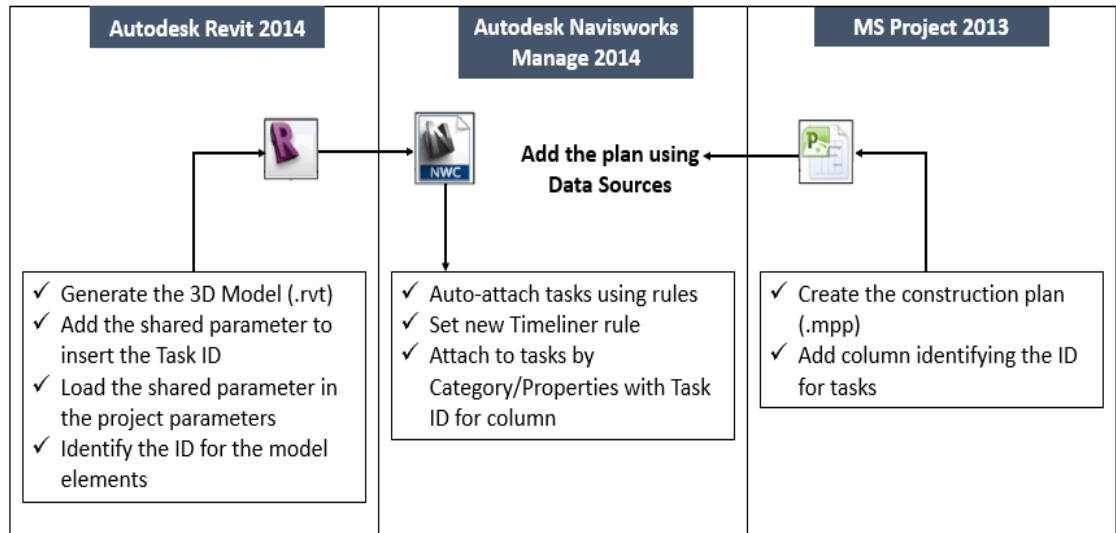 Autodesk Revit 2014
Autodesk Navisworks
Manage 2014
MS Project 2013
R
N
NWC
Add the plan using
Data Sources
P
✓ Generate the 3D Model (.rvt)
✓ Add the shared parameter to
insert the Task ID
✓ Load the shared parameter in
the project parameters
✓ Identify the ID for the model
elements
✓ Auto-attach tasks using rules
✓ Set new Timeliner rule
✓ Attach to tasks by
Category/Properties with Task
ID for column
✓ Create the construction plan
(.mpp)
✓ Add column identifying the ID
for tasks